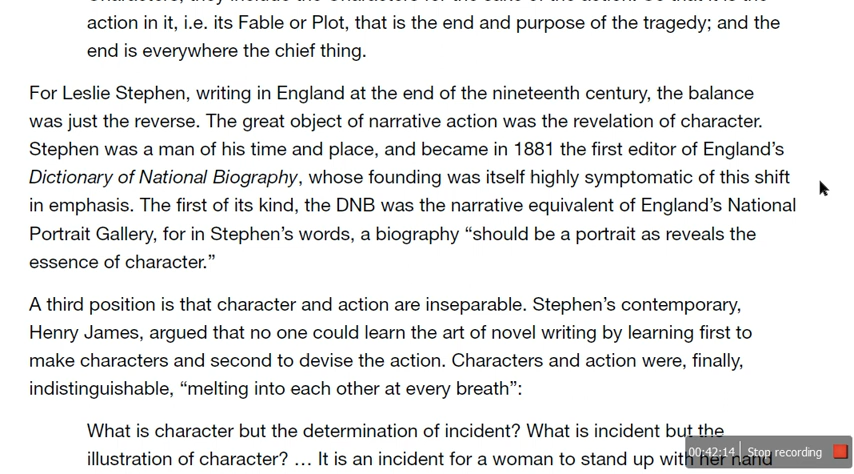 action in it, i.e. its Fable or Plot, that is the end and purpose of the tragedy; and the
end is everywhere the chief thing.
For Leslie Stephen, writing in England at the end of the nineteenth century, the balance
was just the reverse. The great object of narrative action was the revelation of character.
Stephen was a man of his time and place, and became in 1881 the first editor of England’s
Dictionary of National Biography, whose founding was itself highly symptomatic of this shift
in emphasis. The first of its kind, the DNB was the narrative equivalent of England’s National
Portrait Gallery, for in Stephen’s words, a biography “should be a portrait as reveals the
essence of character.”
A third position is that character and action are inseparable. Stephen’s contemporary,
Henry James, argued that no one could learn the art of novel writing by learning first to
make characters and second to devise the action. Characters and action were, finally,
indistinguishable, “melting into each other at every breath”:
What is character but the determination of incident? What is incident but the
illustration of character? … It is an incident for a woman to stand up with her hand
00:42:14 Stop recording